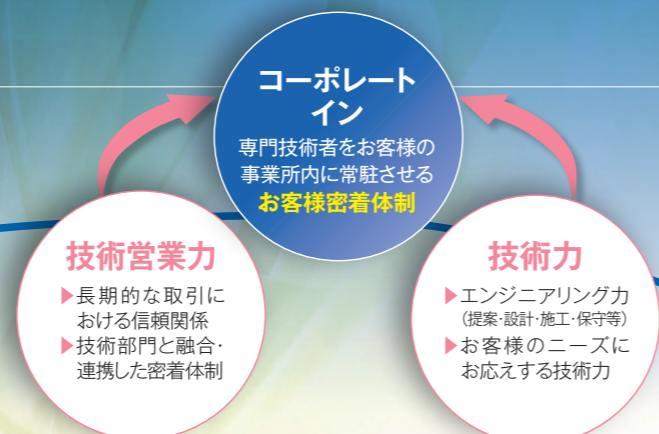 コーポレート
イン
専門技術者をお客様の
事業所内に常駐させる
お客様密着体制
技術営業力
▶長期的な取引に
おける信頼関係
▶技術部門と融合・
連携した密着体制
技術力
▶エンジニアリング力
（提案・設計・施工・保守等）
▶お客様のニーズに
お応えする技術力